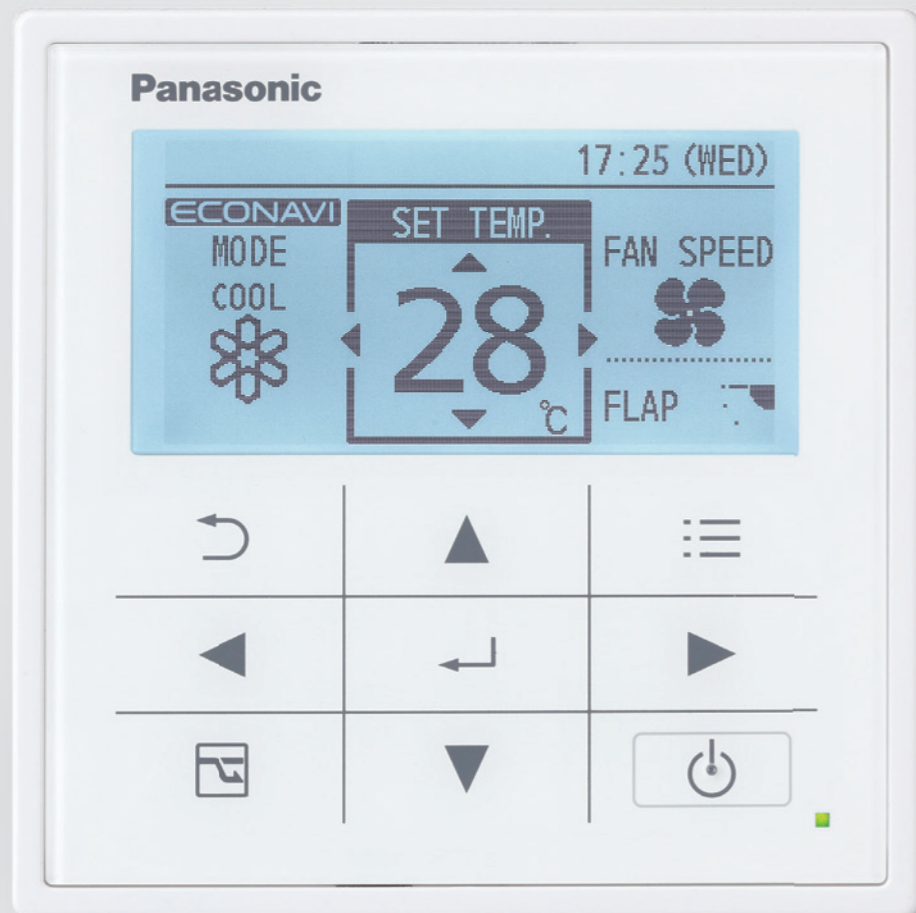 Panasonic
17:25 (WED)
ECONAVI
MODE
COOL
SET TEMP.
28
°C
FAN SPEED
FLAP